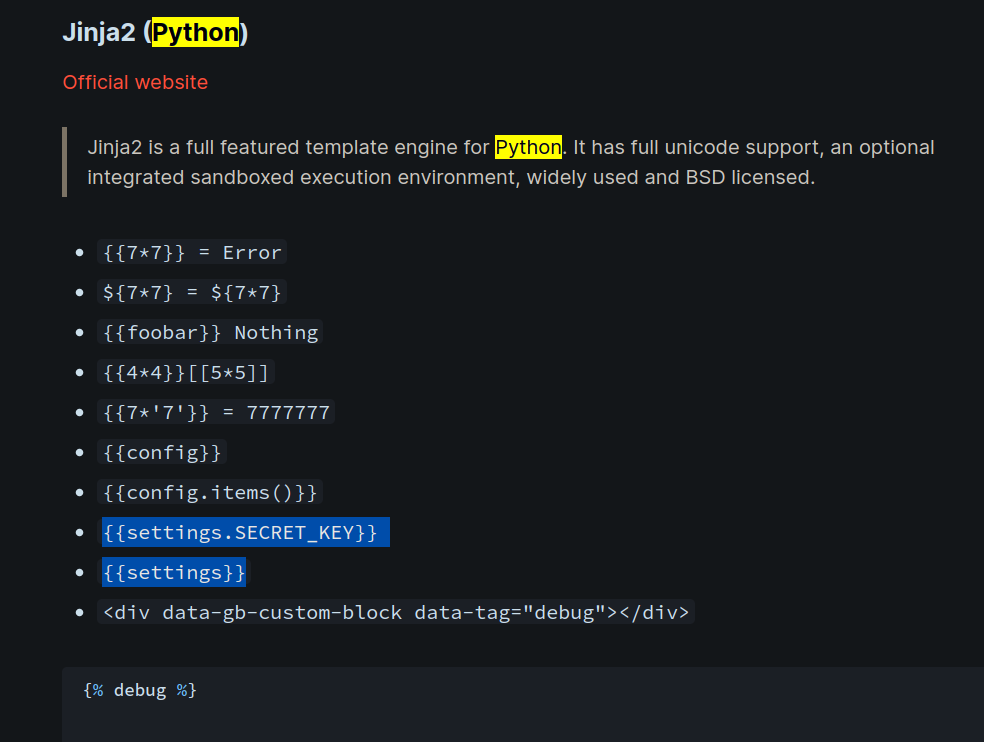 Jinja2 (Python)
Official website
Jinja2 is a full featured template engine for Python. It has full unicode support, an optional
integrated sandboxed execution environment, widely used and BSD licensed.
{{7*7}} = Error
${7*7} = ${7*7}
{{foobar}} Nothing
{{4*4}}[[5*5]]
{{7*'7'}} = 7777777
{{config}}
{{config.items()}}
{{settings.SECRET_KEY}}
{{settings}}
<div data-gb-custom-block data-tag="debug"></div>
{% debug %}